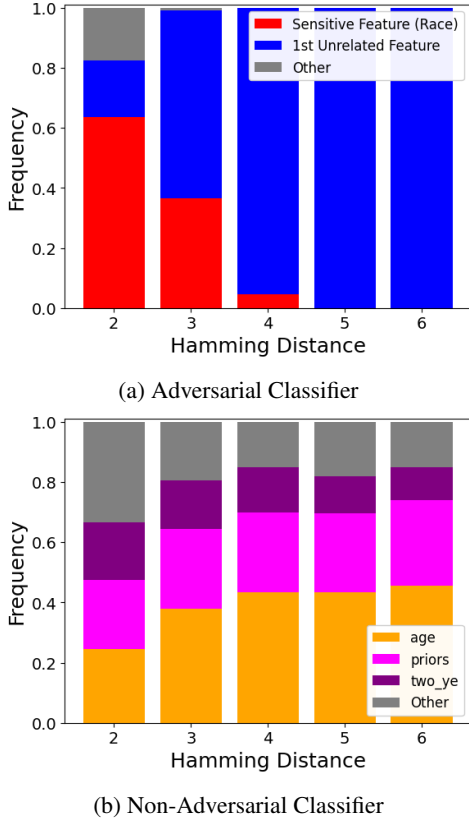 1.0
0.8
0.6
0.4
0.2
0.0
Frequency
Sensitive Feature (Race)
1st Unrelated Feature
Other
2 3 4 5 6
Hamming Distance
(a) Adversarial Classifier
1.0
0.8
0.6
0.4
0.2
0.0
Frequency
age
priors
two_ye
Other
2 3 4 5 6
Hamming Distance
(b) Non-Adversarial Classifier